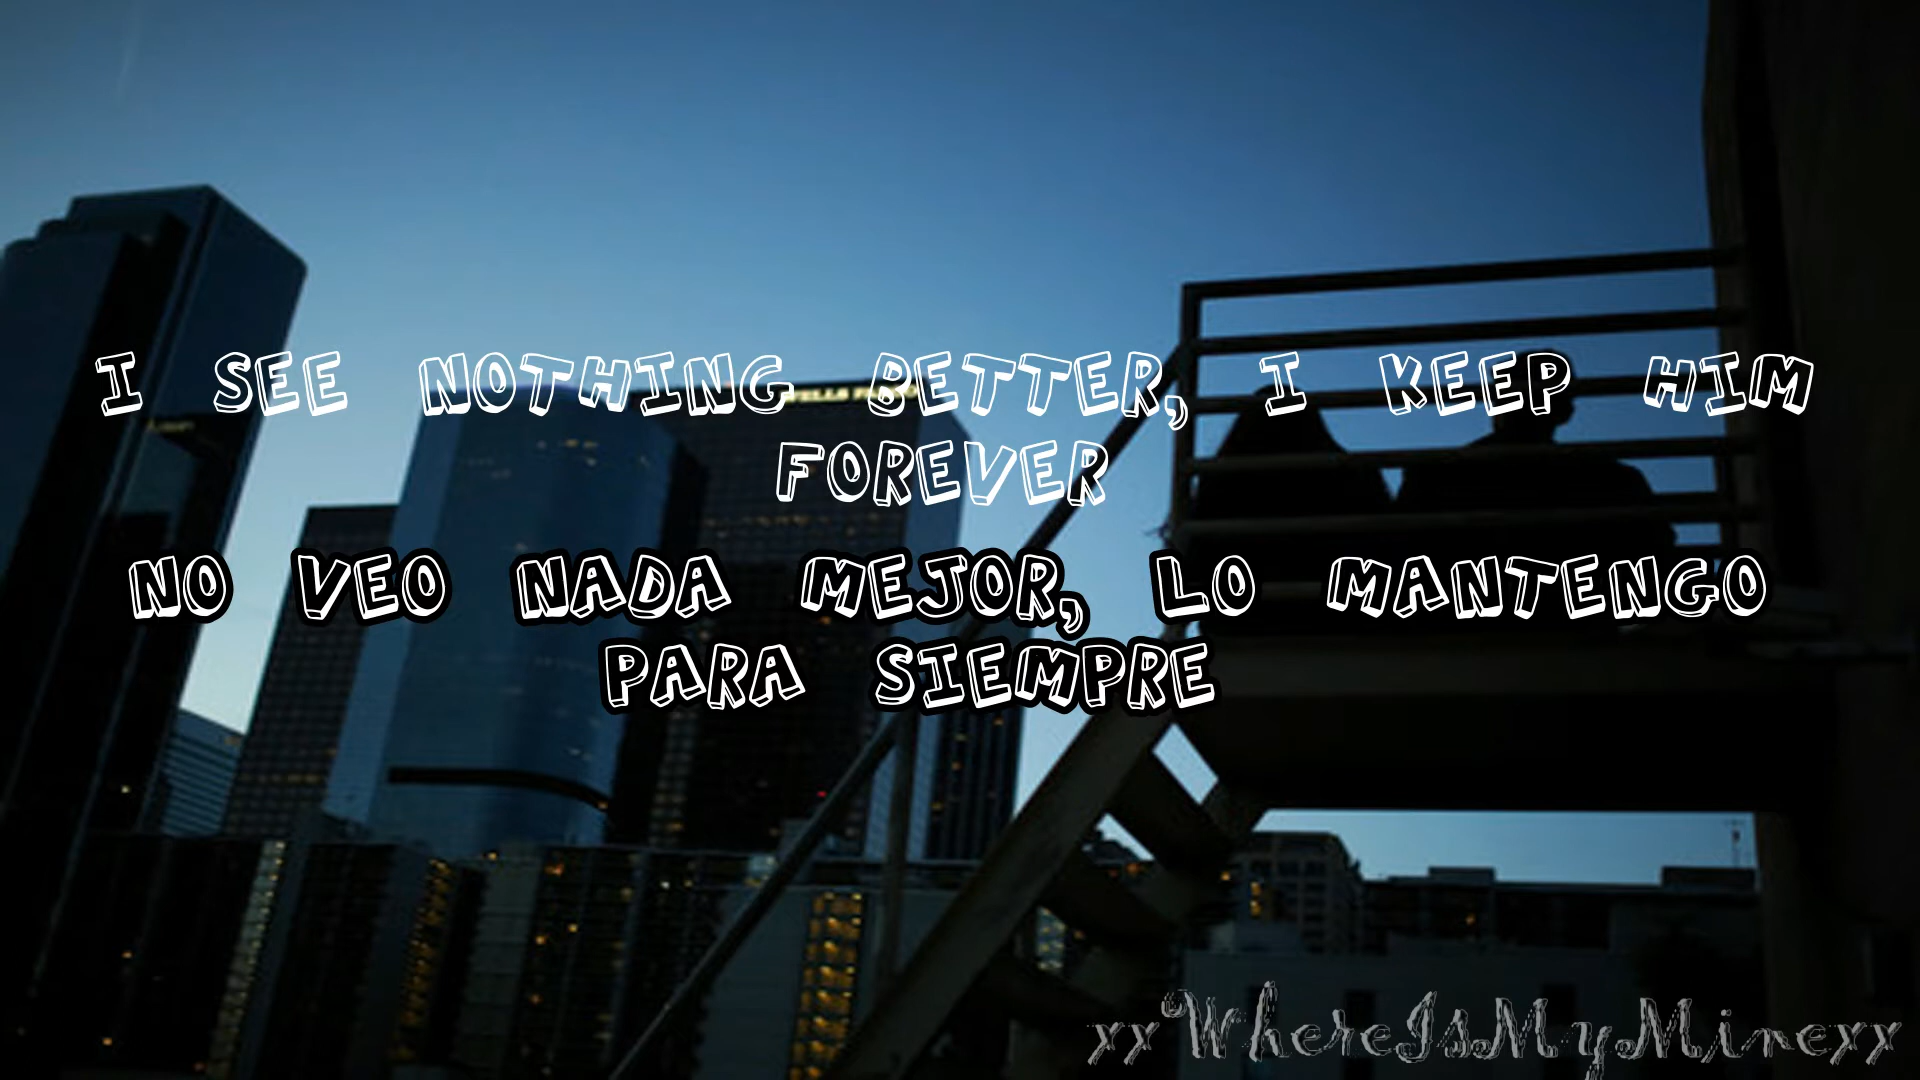 I SEE NOTHING BETTER, I KEEP HIM
FOREVER
NO VEO NADA MEJOR, LO MANTENGO
PARA SIEMPRE
xxWhereIsMyMinexx